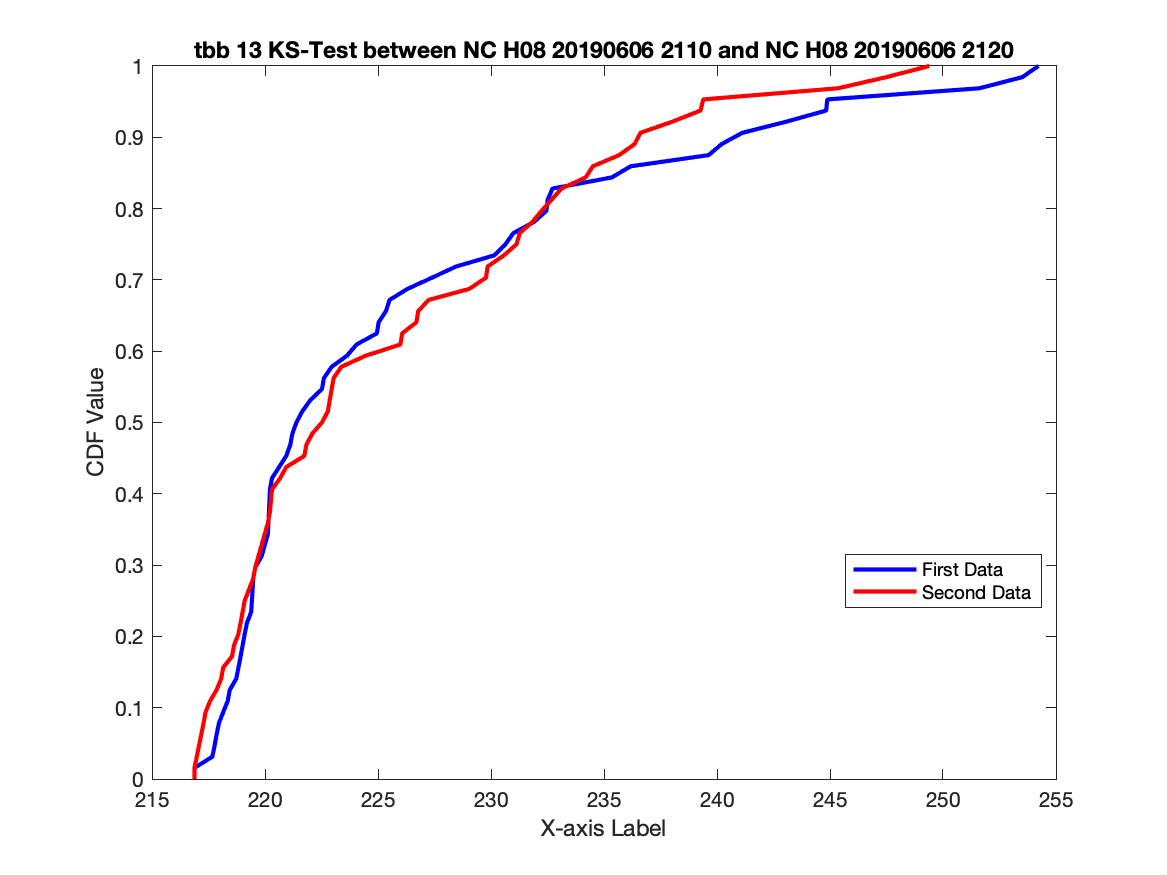 tbb 13 KS-Test between NC H08 20190606 2110 and NC H08 20190606 2120
1
0.9
0.8
0.7
0.6
0.5
0.4
0.3
0.2
0.1
0
CDF Value
First Data
Second Data
215 220 225 230 235 240 245 250 255
X-axis Label